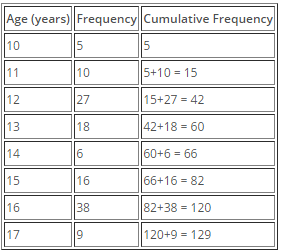 Age (years) Frequency Cumulative Frequency
10 5 5
11 10 5+10 = 15
12 27 15+27 = 42
13 18 42+18 = 60
14 6 60+6 = 66
15 16 66+16 = 82
16 38 82+38 = 120
17 9 120+9 = 129